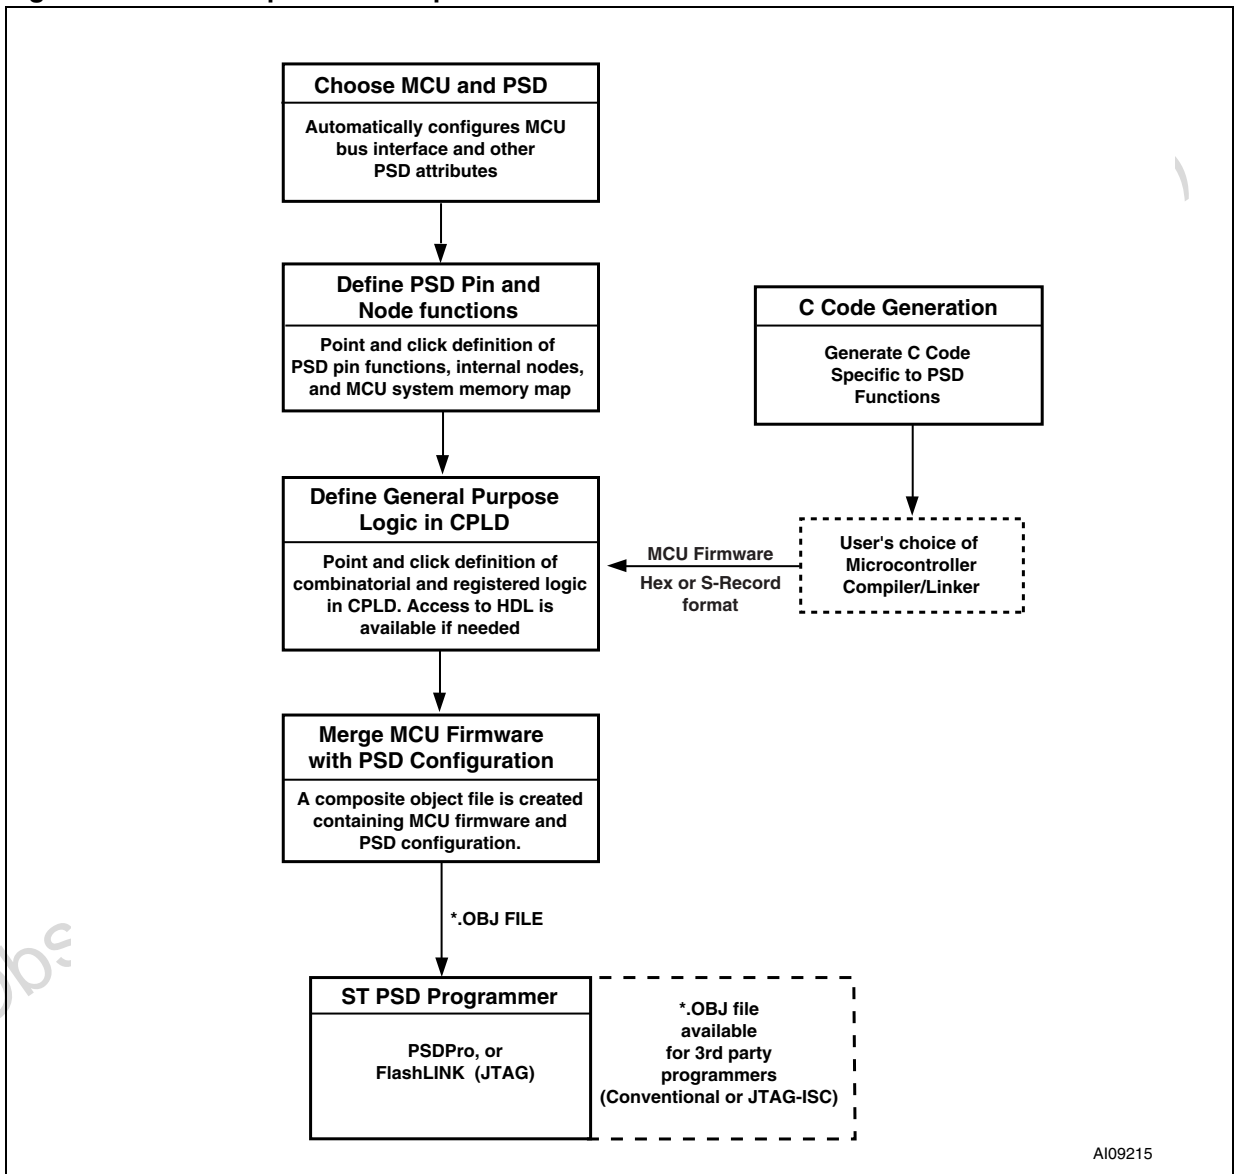 Choose MCU and PSD
Automatically configures MCU
bus interface and other
PSD attributes
Define PSD Pin and
Node functions
Point and click definition of
PSD pin functions, internal nodes,
and MCU system memory map
C Code Generation
Generate C Code
Specific to PSD
Functions
Define General Purpose
Logic in CPLD
Point and click definition of
combinatorial and registered logic
in CPLD. Access to HDL is
available if needed
MCU Firmware
Hex or S-Record
format
User's choice of
Microcontroller
Compiler/Linker
Merge MCU Firmware
with PSD Configuration
A composite object file is created
containing MCU firmware and
PSD configuration.
*.OBJ FILE
ST PSD Programmer
PSDPro, or
FlashLINK (JTAG)
*.OBJ file
available
for 3rd party
programmers
(Conventional or JTAG-ISC)
AI09215